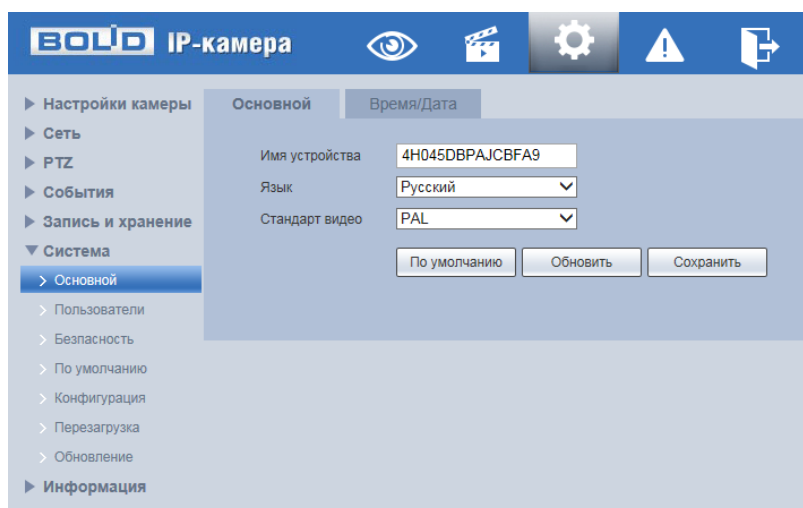 BOLID IP-камера
Настройки камеры
Сеть
PTZ
События
Запись и хранение
Система
Основной
Пользователи
Безпасность
По умолчанию
Конфигурация
Перезагрузка
Обновление
Информация
Основной Время/Дата
Имя устройства 4H045DBPAJCBFA9
Язык Русский
Стандарт видео PAL
По умолчанию Обновить Сохранить